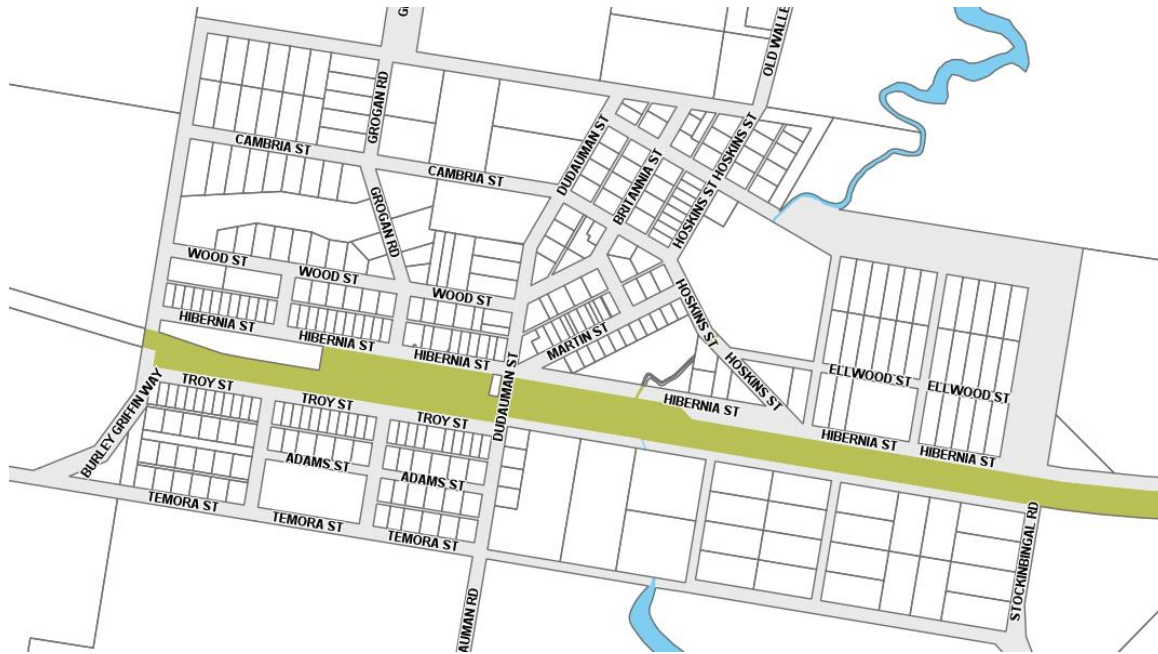 G
OLD WALLE
GROGAN RD
CAMBRIA ST
CAMBRIA ST
DUDAUMAN ST
HOSKINS ST
BRITANNIA ST
HOSKINS ST
GROGAN RD
WOOD ST
WOOD ST
WOOD ST
HOSKINS ST
HIBERNIA ST
HIBERNIA ST
HIBERNIA ST
MARTIN ST
HOSKINS ST
ELLWOOD ST
ELLWOOD ST
TROY ST
TROY ST
TROY ST
DUDAUMAN ST
HIBERNIA ST
HIBERNIA ST
HIBERNIA ST
BURLEY GRIFFIN WAY
ADAMS ST
ADAMS ST
TEMORA ST
TEMORA ST
TEMORA ST
STOCKINBINGAL RD
AUMAN RD